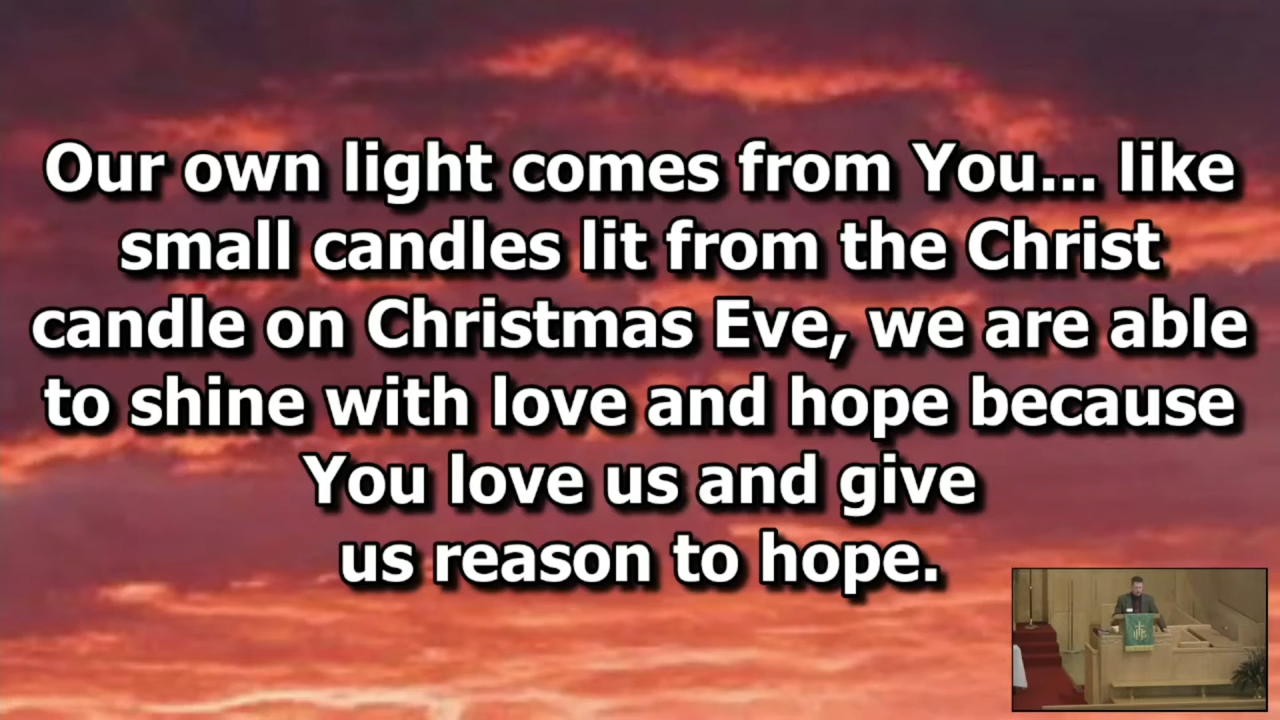 Our own light comes from You... like
small candles lit from the Christ
candle on Christmas Eve, we are able
to shine with love and hope because
You love us and give
us reason to hope.